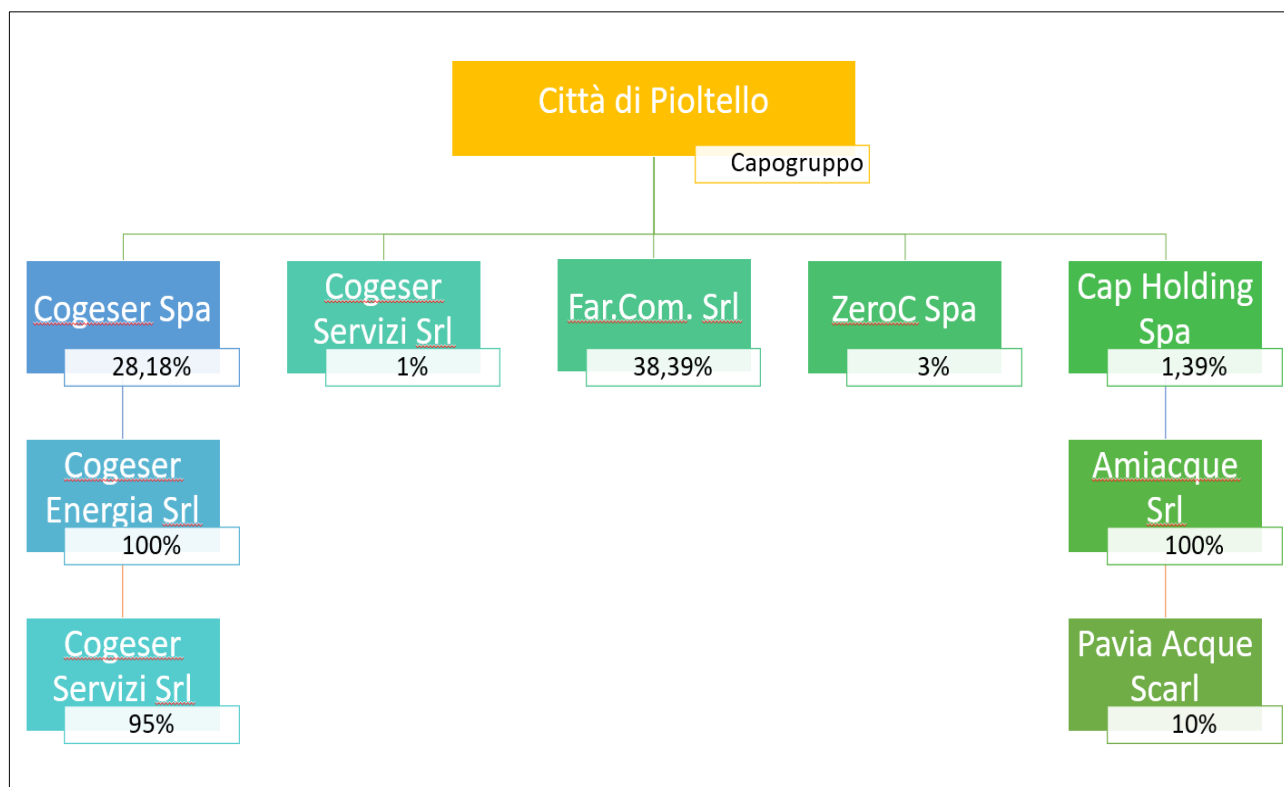 Città di Pioltello
Capogruppo
Cogeser Spa
28,18%
Cogeser
Servizi Srl
1%
Far.Com. Srl
38,39%
ZeroC Spa
3%
Cap Holding
Spa
1,39%
Cogeser
Energia Srl
100%
Amiacque
Srl
100%
Cogeser
Servizi Srl
95%
Pavia Acque
Scarl
10%